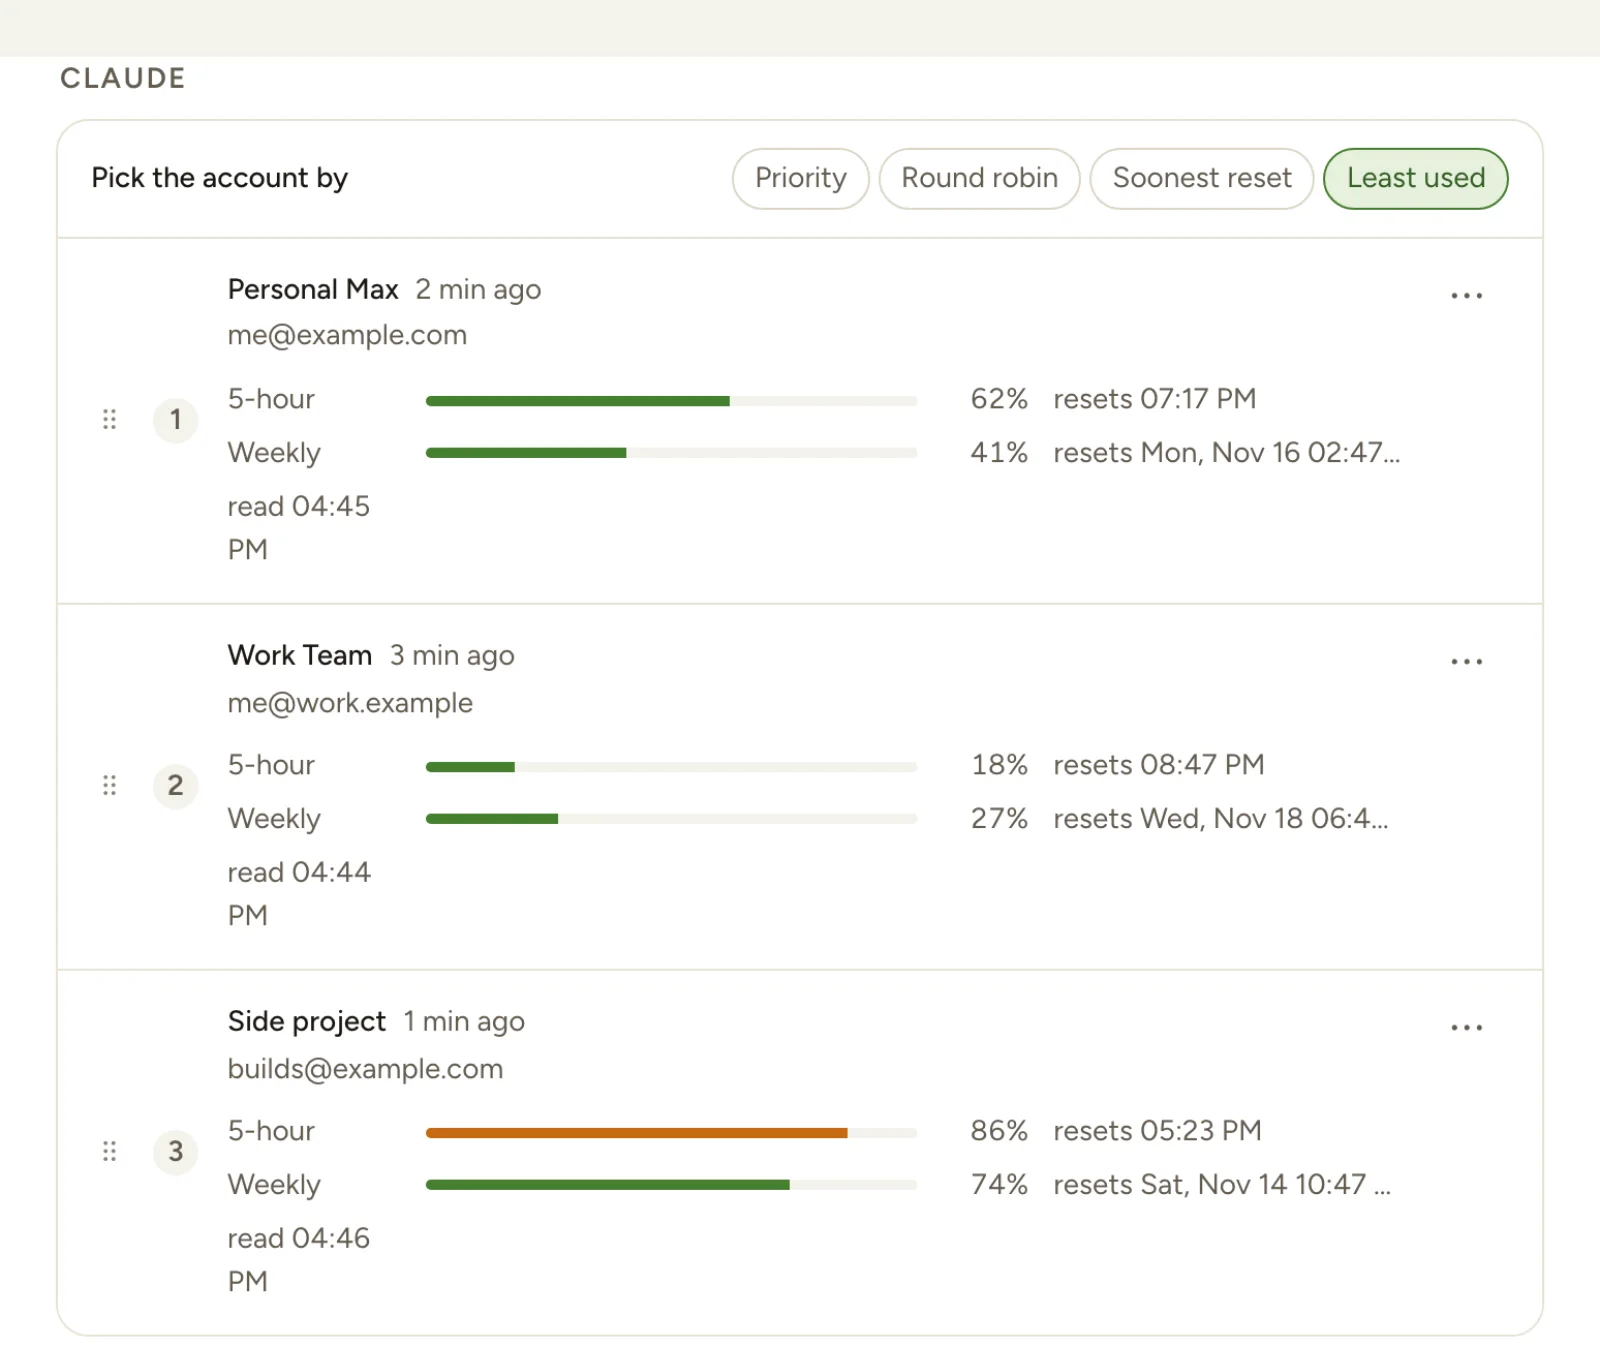 CLAUDE
Pick the account by Priority Round robin Soonest reset Least used
Personal Max 2 min ago ...
me@example.com
1
5-hour 62% resets 07:17 PM
Weekly 41% resets Mon, Nov 16 02:47...
read 04:45
PM
Work Team 3 min ago ...
me@work.example
2
5-hour 18% resets 08:47 PM
Weekly 27% resets Wed, Nov 18 06:4...
read 04:44
PM
Side project 1 min ago ...
builds@example.com
3
5-hour 86% resets 05:23 PM
Weekly 74% resets Sat, Nov 14 10:47 ...
read 04:46
PM